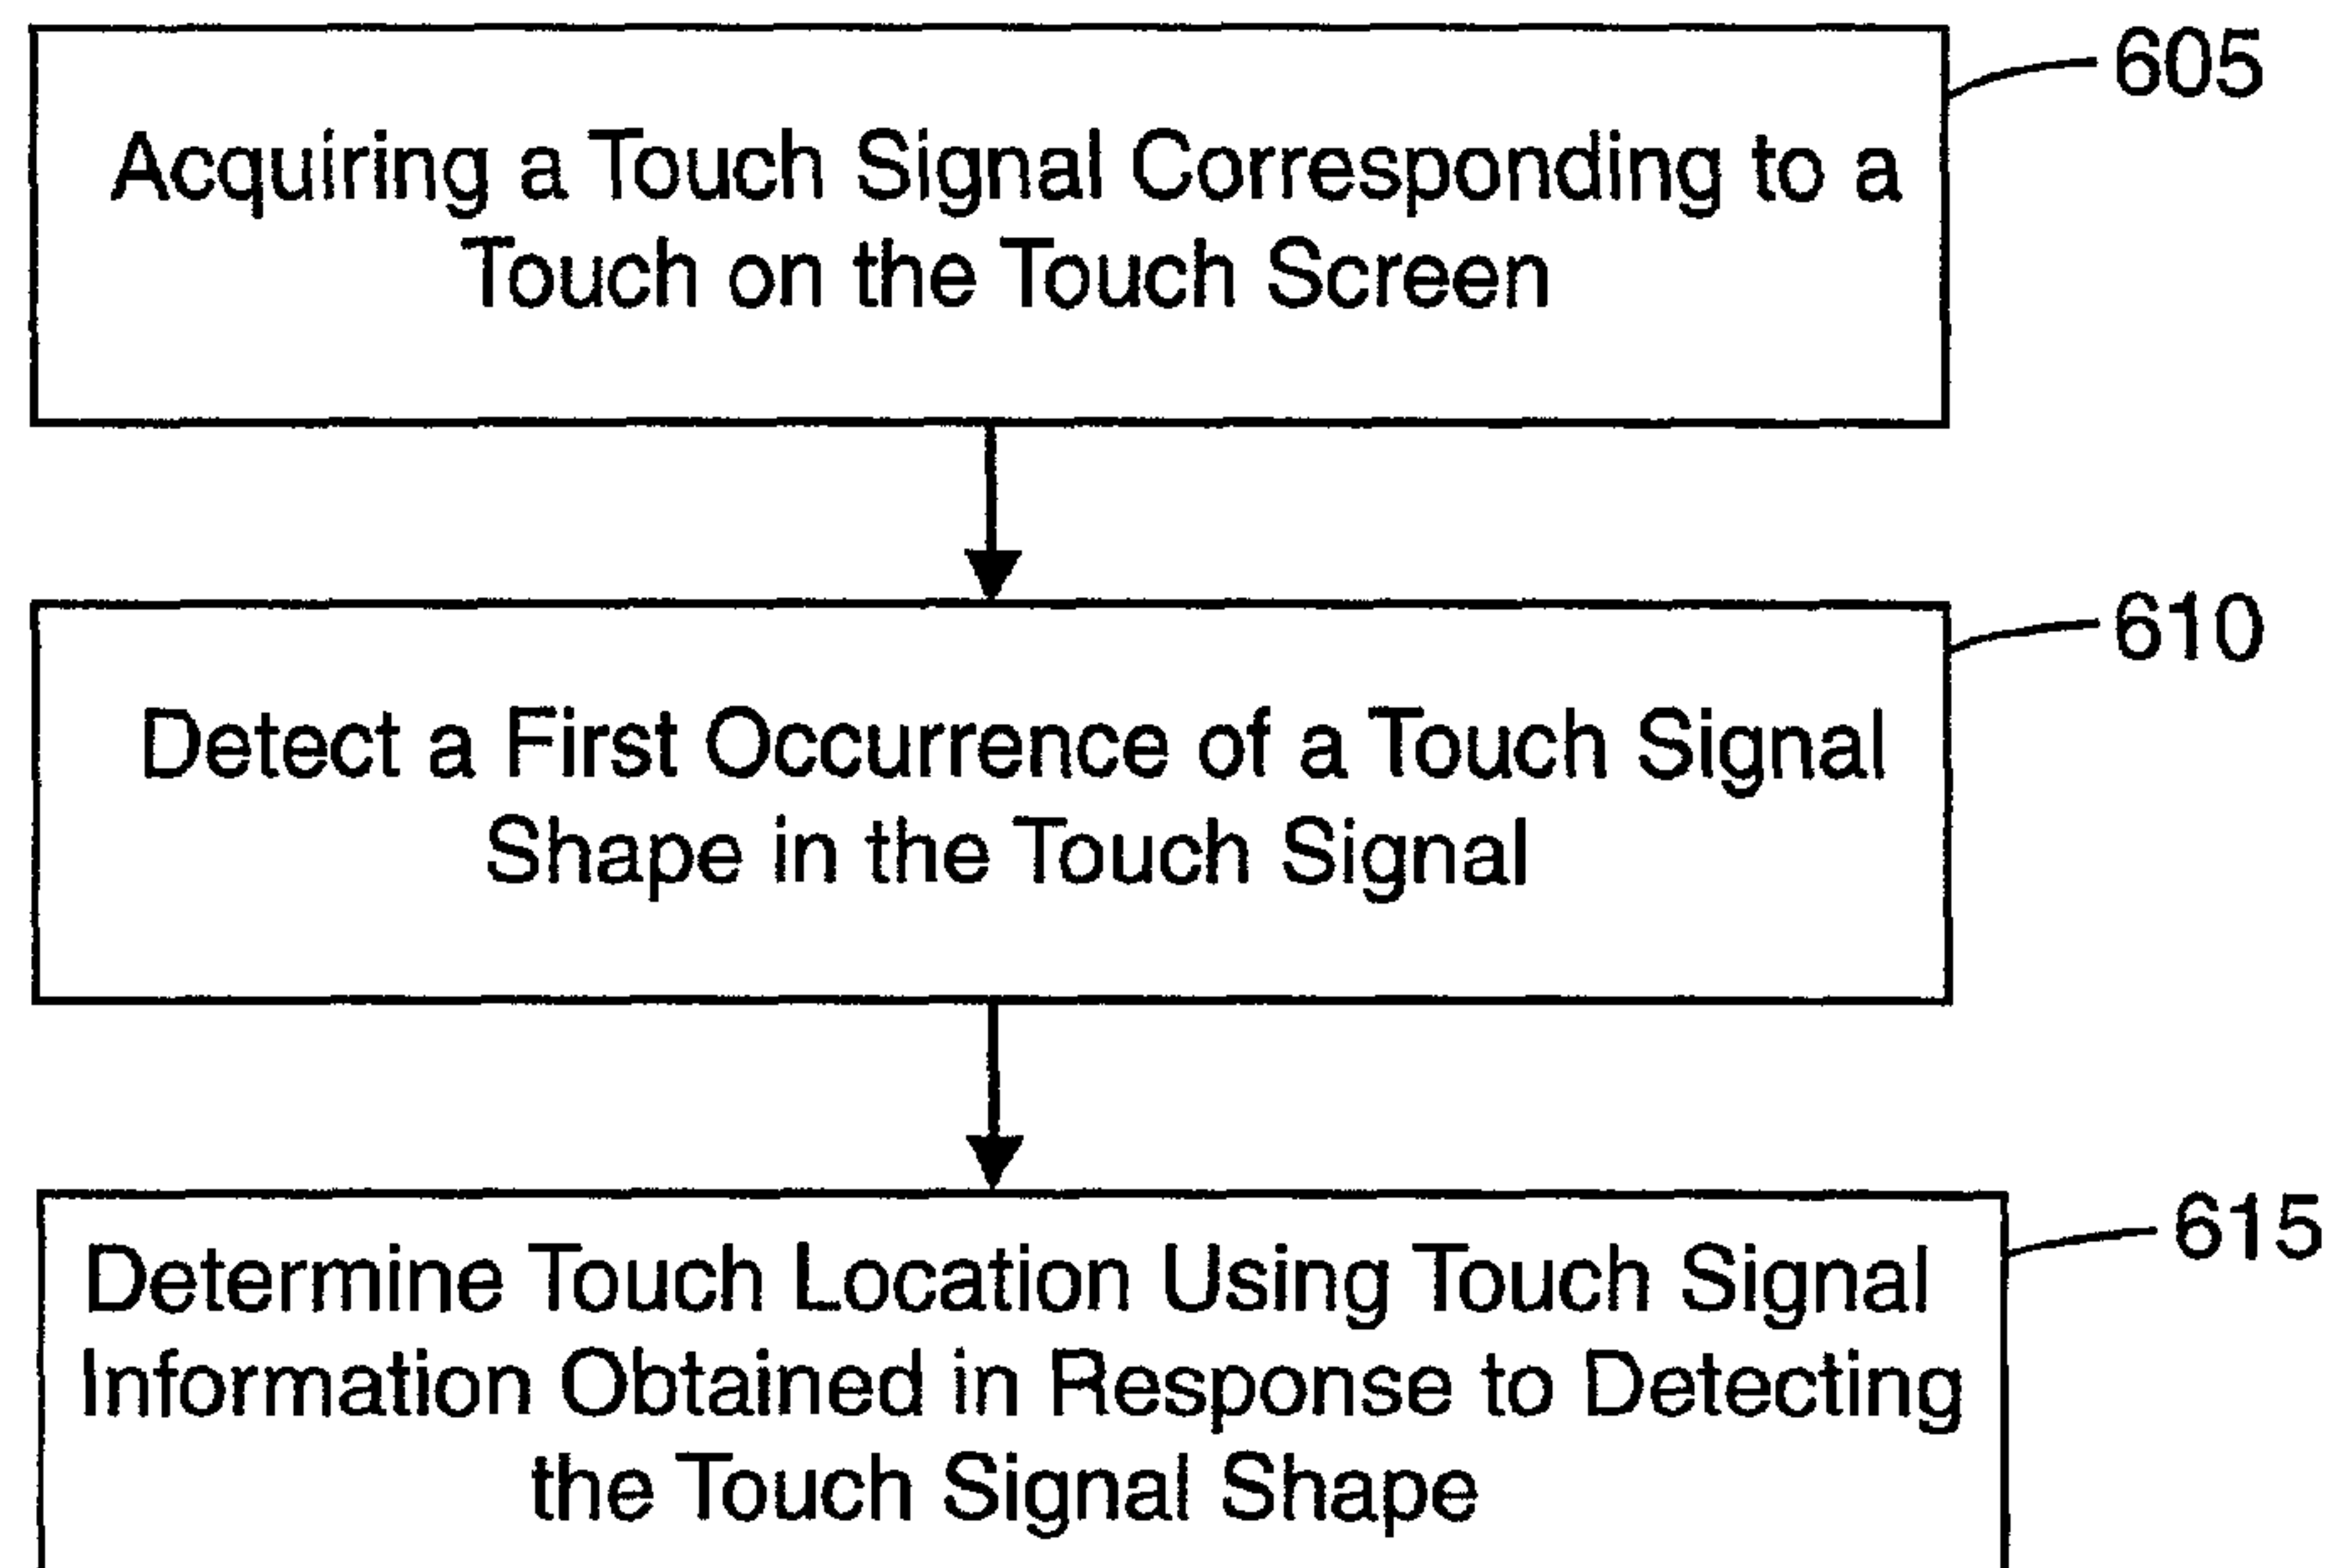 605
Acquiring a Touch Signal Corresponding to a
Touch on the Touch Screen
610
Detect a First Occurrence of a Touch Signal
Shape in the Touch Signal
615
Determine Touch Location Using Touch Signal
Information Obtained in Response to Detecting
the Touch Signal Shape